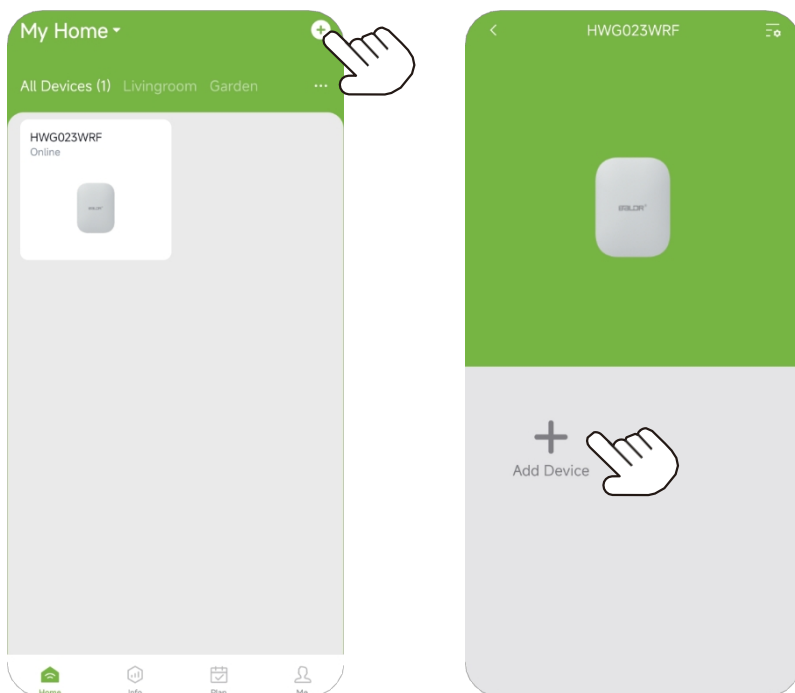 My Home
All Devices (1) Livingroom Garden ...
HWG023WRF
Online
Home Info Plan Me
HWG023WRF
Add Device